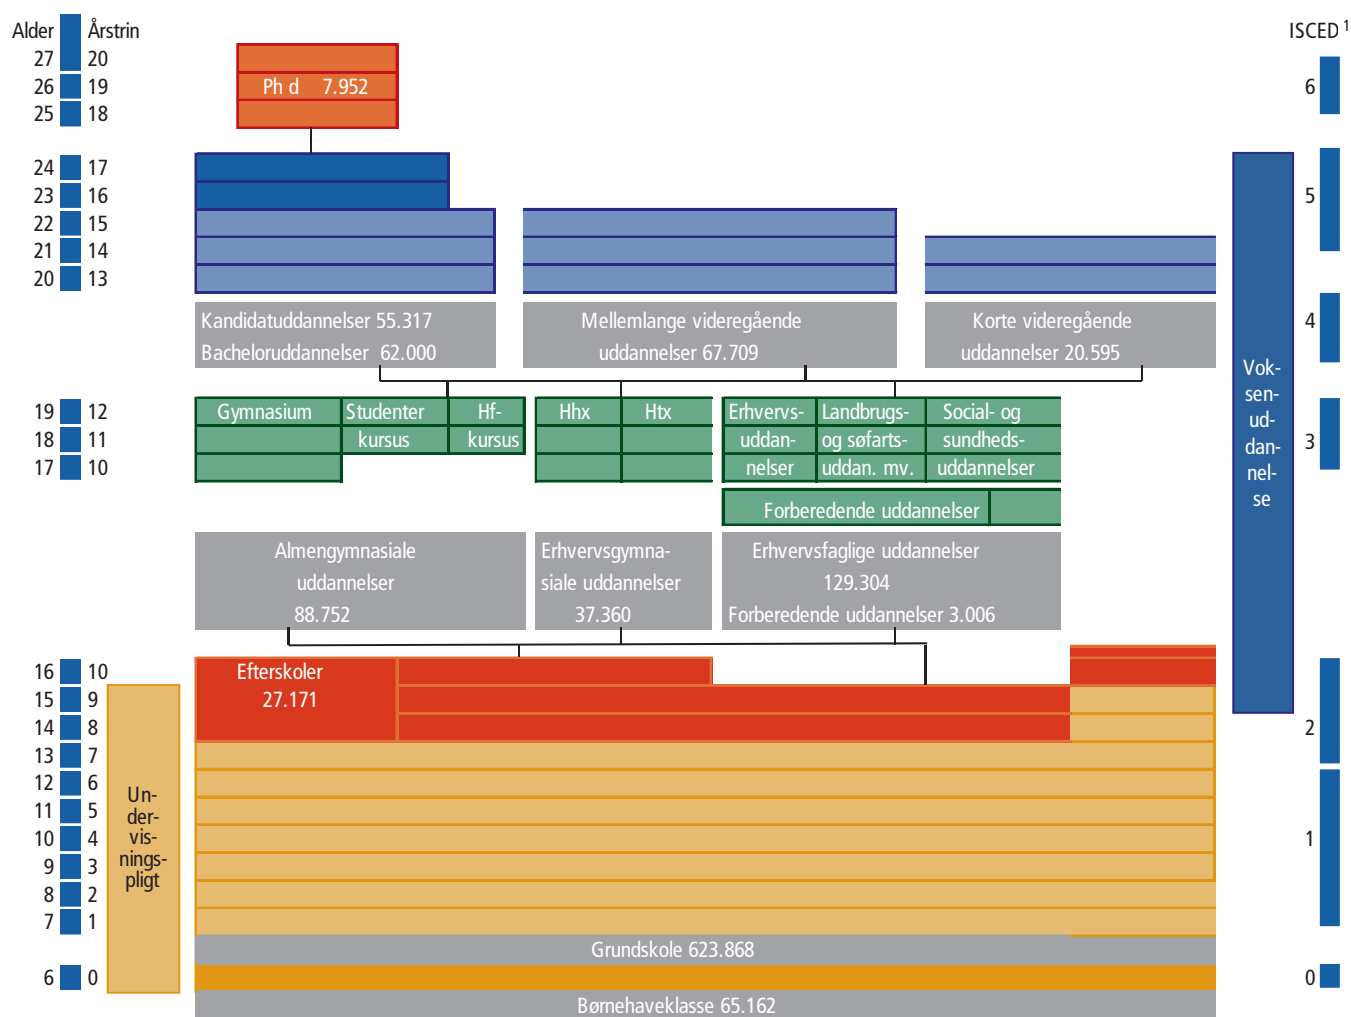 Alder Årstrin
ISCED 1
27 20
26 19
25 18
Ph d 7.952
6
24 17
23 16
22 15
21 14
20 13
5
Kandidatuddannelser 55.317
Bacheloruddannelser 62.000
Mellemlange videregående
uddannelser 67.709
Korte videregående
uddannelser 20.595
4
Vok-
sen-
ud-
dan-
nel-
se
19 12
18 11
17 10
Gymnasium
Studenter
kursus
Hf-
kursus
Hhx
Htx
Erhvervs-
uddan-
nelser
Landbrugs-
og søfarts-
uddan. mv.
Social- og
sundheds-
uddannelser
3
Forberedende uddannelser
Almengymnasiale
uddannelser
88.752
Erhvervsgymna-
siale uddannelser
37.360
Erhvervsfaglige uddannelser
129.304
Forberedende uddannelser 3.006
16 10
15 9
14 8
13 7
12 6
11 5
10 4
9 3
8 2
7 1
Efterskoler
27.171
2
Un-
der-
vis-
nings-
pligt
1
Grundskole 623.868
6 0
0
Børnehaveklasse 65.162